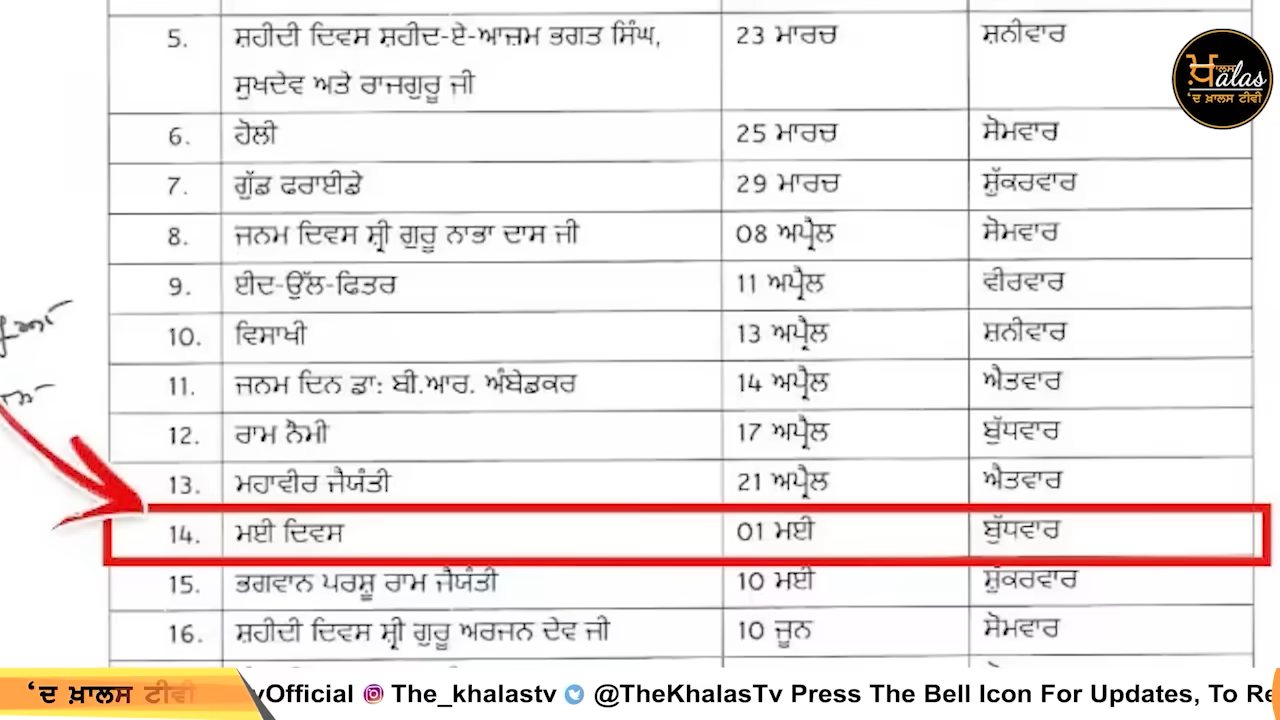 5. ਸ਼ਹੀਦੀ ਦਿਵਸ ਸ਼ਹੀਦ-ਏ-ਆਜ਼ਮ ਭਗਤ ਸਿੰਘ, 23 ਮਾਰਚ ਸ਼ਨੀਵਾਰ
ਸੁਖਦੇਵ ਅਤੇ ਰਾਜਗੁਰੂ ਜੀ
6. ਹੋਲੀ 25 ਮਾਰਚ ਸੋਮਵਾਰ
7. ਗੁੱਡ ਫਰਾਈਡੇ 29 ਮਾਰਚ ਸ਼ੁੱਕਰਵਾਰ
8. ਜਨਮ ਦਿਵਸ ਸ਼੍ਰੀ ਗੁਰੂ ਨਾਭਾ ਦਾਸ ਜੀ 08 ਅਪ੍ਰੈਲ ਸੋਮਵਾਰ
9. ਈਦ-ਉੱਲ-ਫਿਤਰ 11 ਅਪ੍ਰੈਲ ਵੀਰਵਾਰ
10. ਵਿਸਾਖੀ 13 ਅਪ੍ਰੈਲ ਸ਼ਨੀਵਾਰ
11. ਜਨਮ ਦਿਨ ਡਾ: ਬੀ.ਆਰ. ਅੰਬੇਡਕਰ 14 ਅਪ੍ਰੈਲ ਐਤਵਾਰ
12. ਰਾਮ ਨੌਮੀ 17 ਅਪ੍ਰੈਲ ਬੁੱਧਵਾਰ
13. ਮਹਾਵੀਰ ਜੈਯੰਤੀ 21 ਅਪ੍ਰੈਲ ਐਤਵਾਰ
14. ਮਈ ਦਿਵਸ 01 ਮਈ ਬੁੱਧਵਾਰ
15. ਭਗਵਾਨ ਪਰਸ਼ੂ ਰਾਮ ਜੈਯੰਤੀ 10 ਮਈ ਸ਼ੁੱਕਰਵਾਰ
16. ਸ਼ਹੀਦੀ ਦਿਵਸ ਸ਼੍ਰੀ ਗੁਰੂ ਅਰਜਨ ਦੇਵ ਜੀ 10 ਜੂਨ ਸੋਮਵਾਰ
ਖ਼ਾਲਸ
alas
'ਦ ਖ਼ਾਲਸ ਟੀਵੀ
'ਦ ਖ਼ਾਲਸ ਟੀਵੀ vOfficial The_khalastv @TheKhalasTv Press The Bell Icon For Updates, To Re